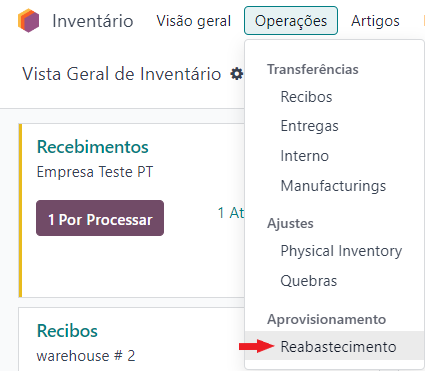 Inventário Visão geral Operações Artigos
Vista Geral de Inventário
Transferências
Recibos
Entregas
Interno
Manufacturings
Ajustes
Physical Inventory
Quebras
Aprovisionamento
Reabastecimento
Recebimentos
Empresa Teste PT
1 Por Processar 1 At
Recibos
warehouse # 2